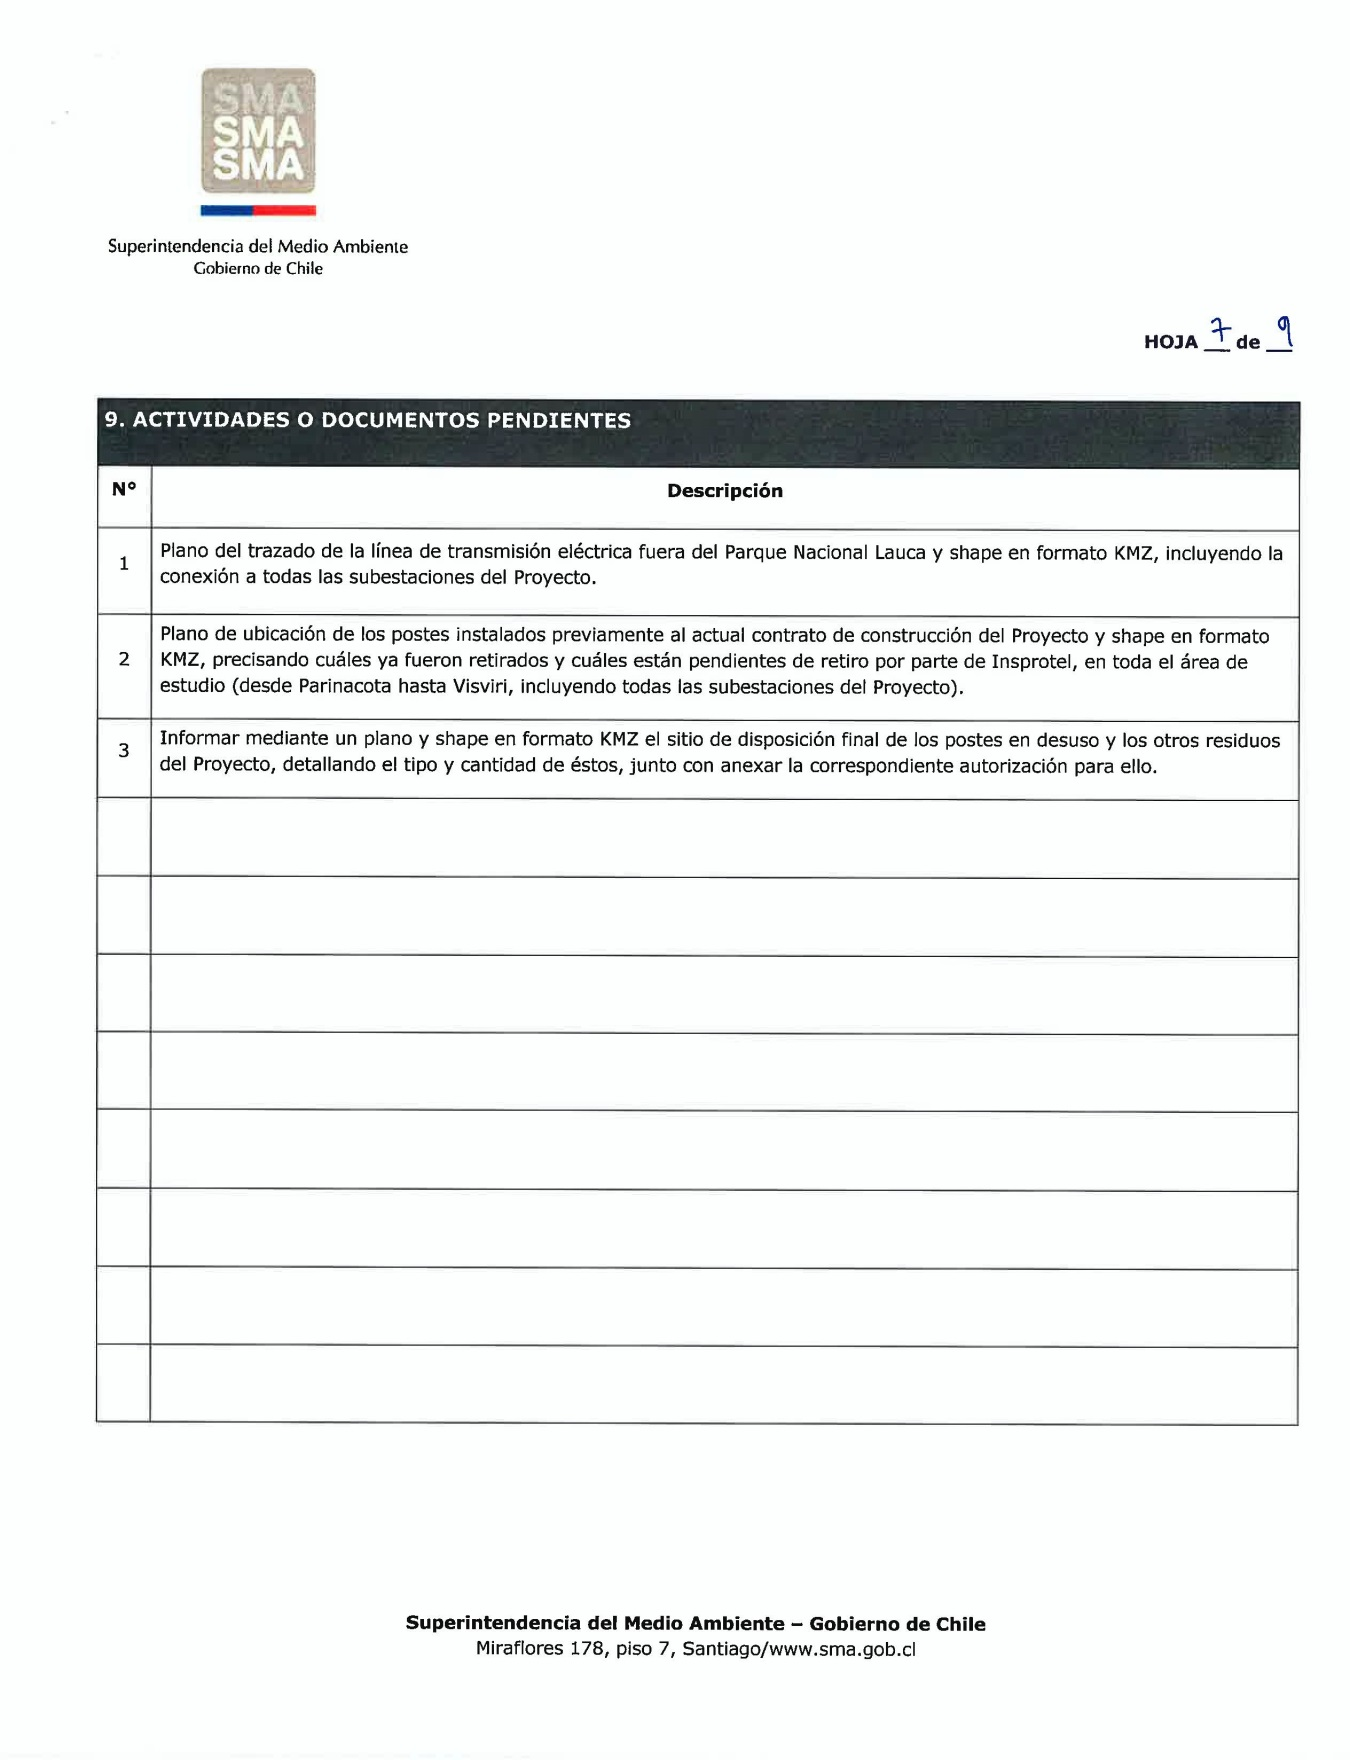 SMA
SMA
SMA
Superintendencia del Medio Ambiente
Gobierno de Chile
HOJA 7 de 9
9. ACTIVIDADES O DOCUMENTOS PENDIENTES
Nº Descripción
1 Plano del trazado de la línea de transmisión eléctrica fuera del Parque Nacional Lauca y shape en formato KMZ, incluyendo la
conexión a todas las subestaciones del Proyecto.
Plano de ubicación de los postes instalados previamente al actual contrato de construcción del Proyecto y shape en formato
2 KMZ, precisando cuáles ya fueron retirados y cuáles están pendientes de retiro por parte de Insprotel, en toda el área de
estudio (desde Parinacota hasta Visviri, incluyendo todas las subestaciones del Proyecto).
3 Informar mediante un plano y shape en formato KMZ el sitio de disposición final de los postes en desuso y los otros residuos
del Proyecto, detallando el tipo y cantidad de éstos, junto con anexar la correspondiente autorización para ello.
Superintendencia del Medio Ambiente – Gobierno de Chile
Miraflores 178, piso 7, Santiago/www.sma.gob.cl